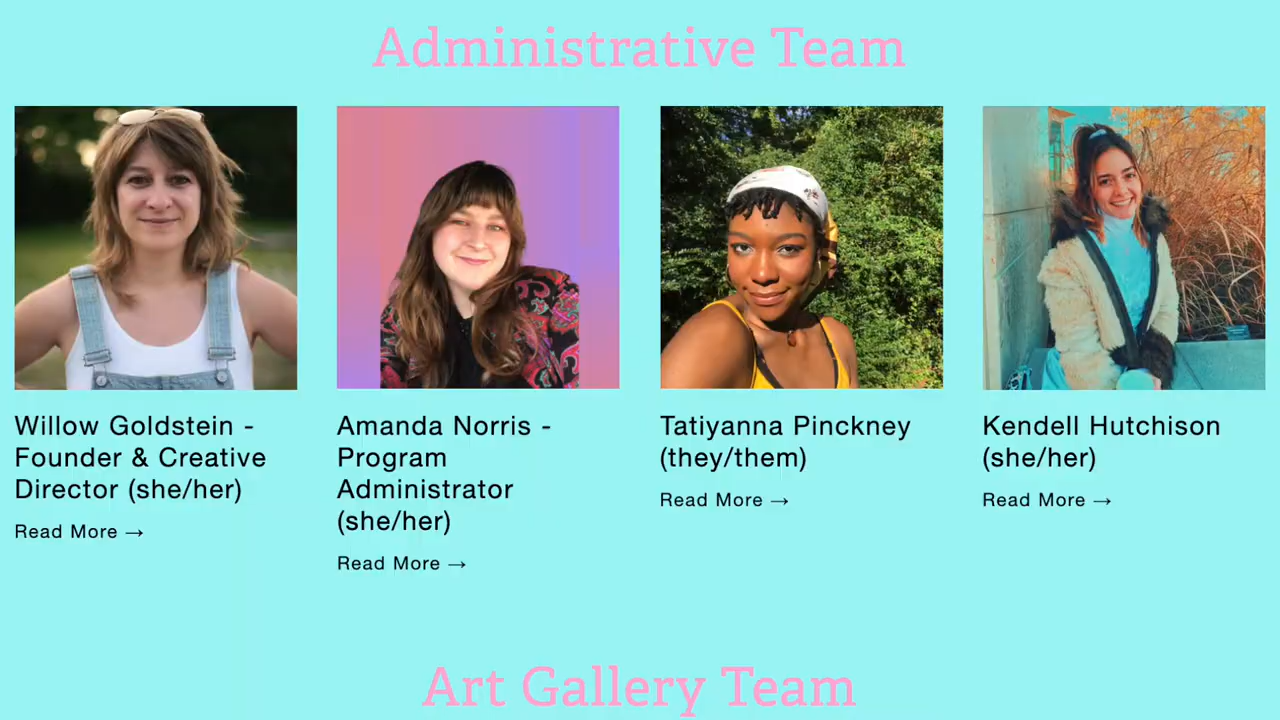 Administrative Team
Willow Goldstein -
Founder & Creative
Director (she/her)
Read More →
Amanda Norris -
Program
Administrator
(she/her)
Read More →
Tatiyanna Pinckney
(they/them)
Read More →
Kendell Hutchison
(she/her)
Read More →
Art Gallery Team